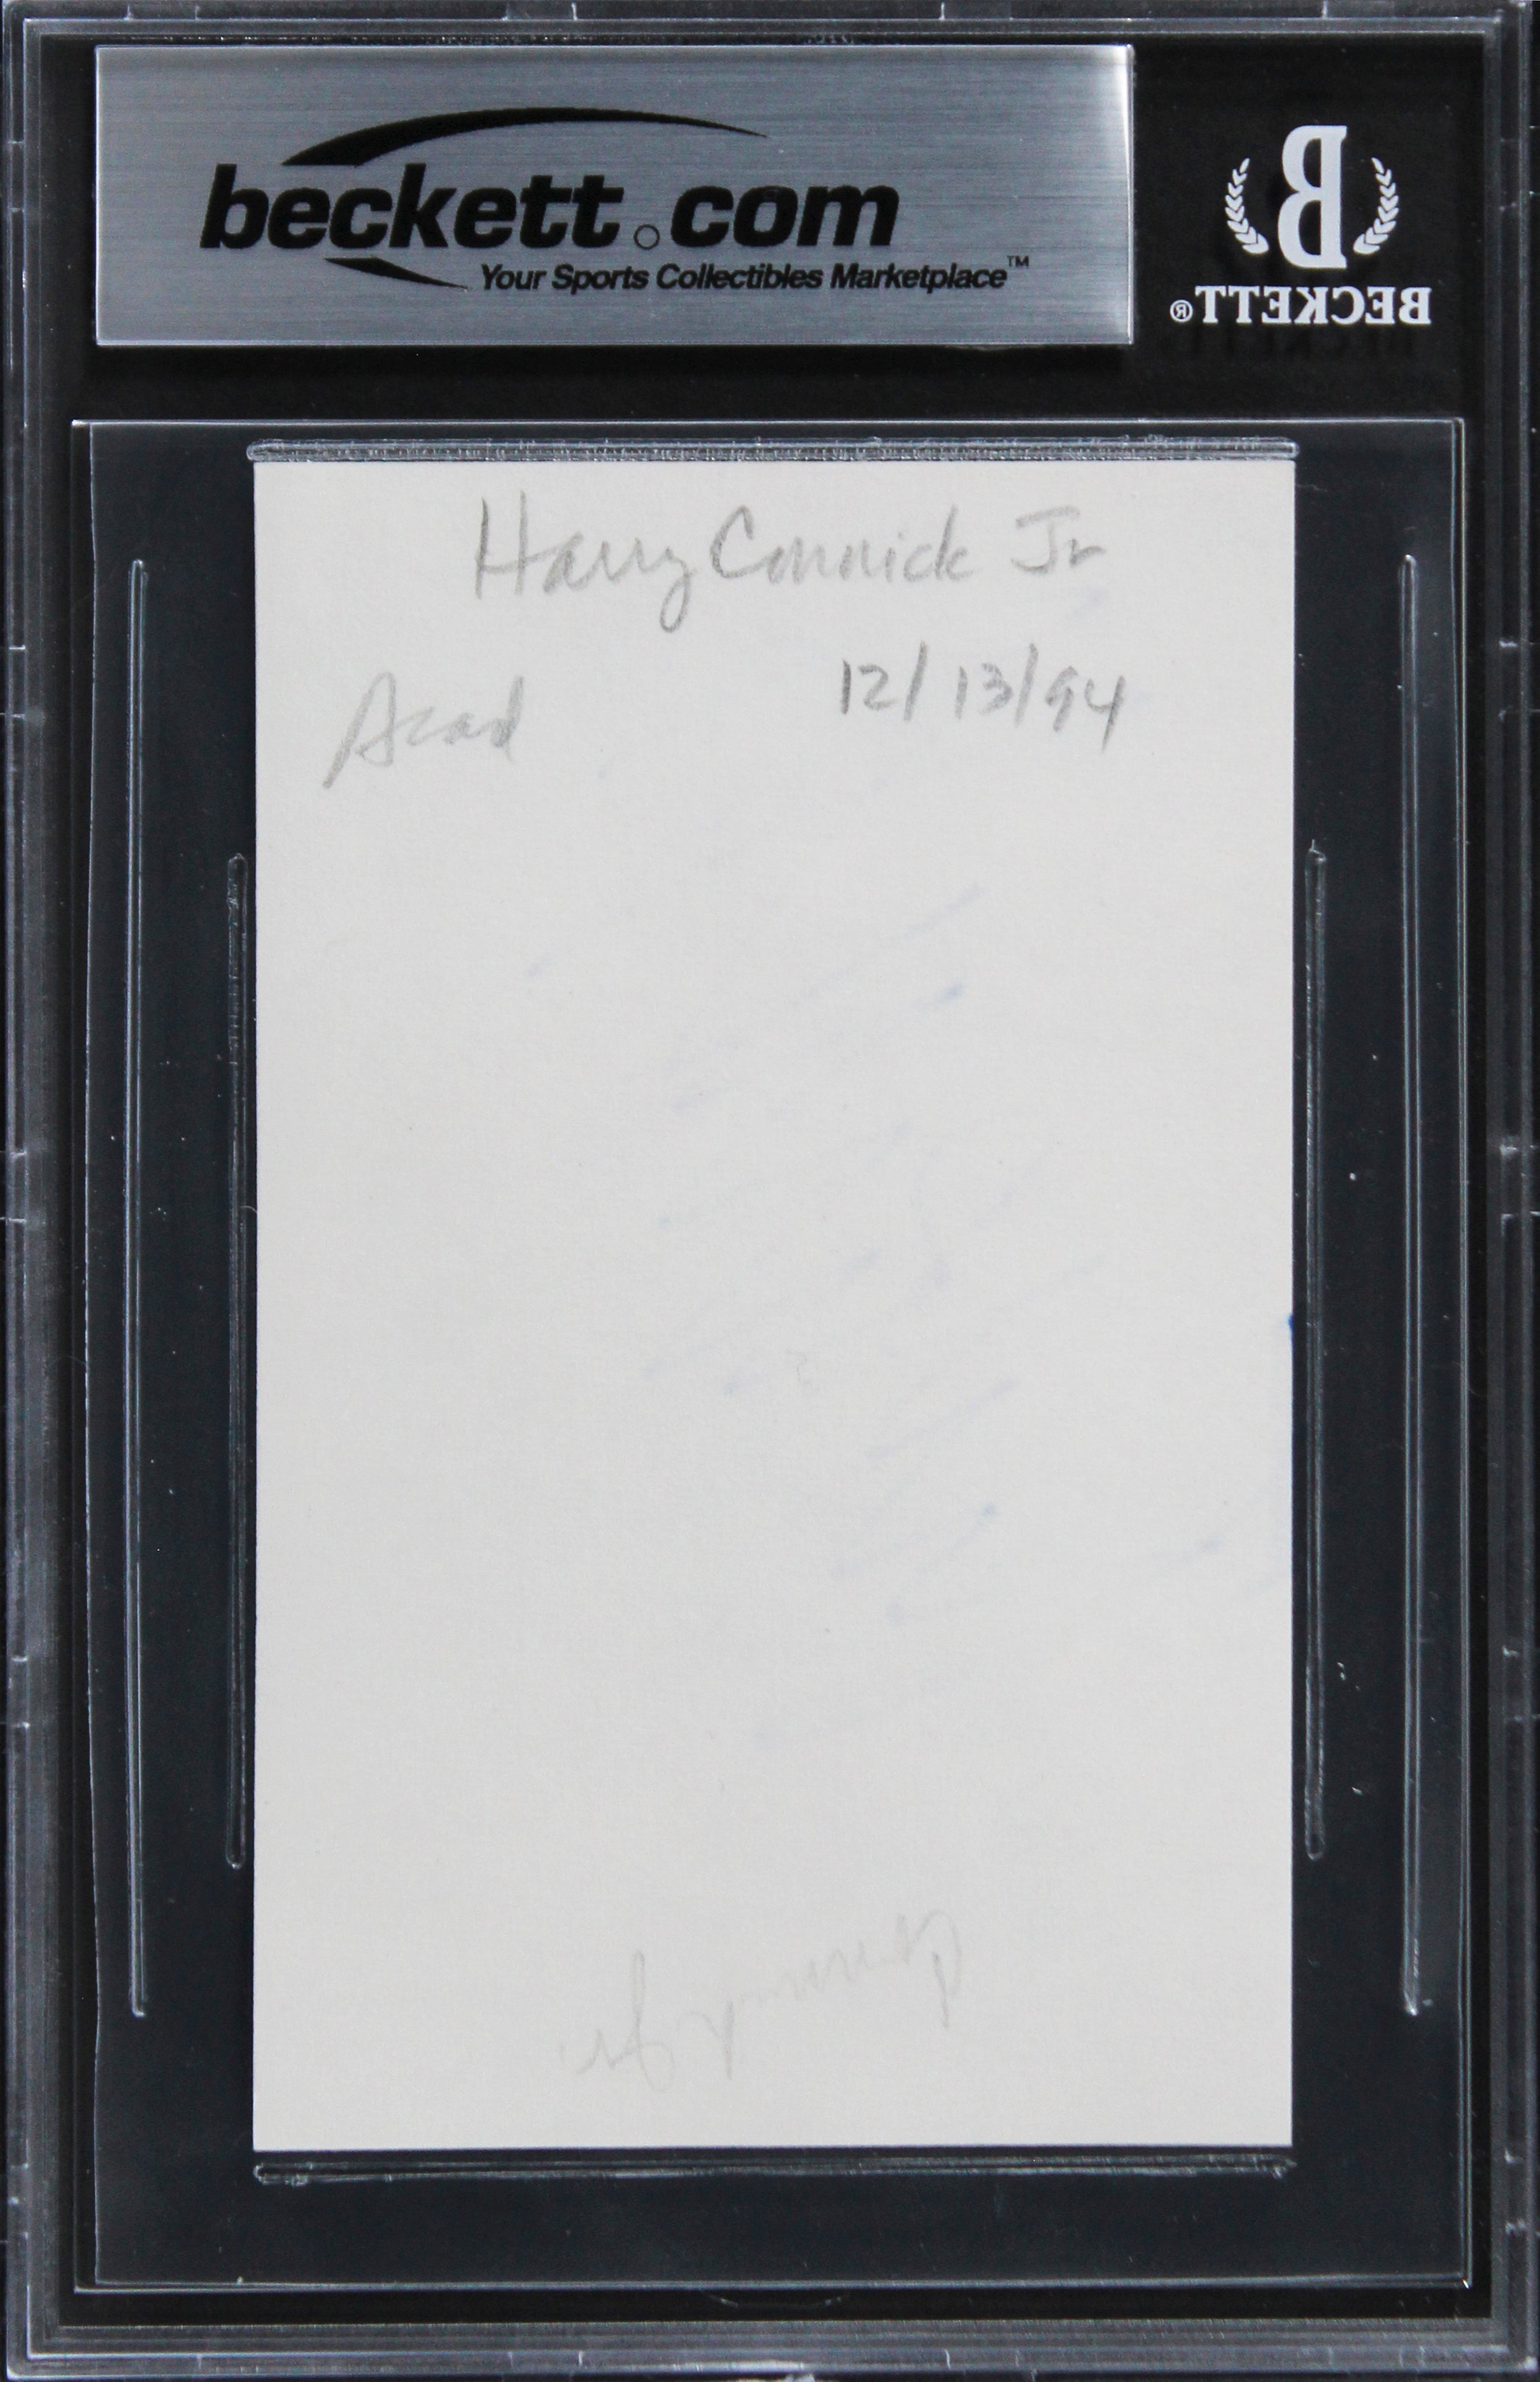 beckett.com
Your Sports Collectibles Marketplace™
B
BECKETT®
Harry Connick Jr
12/13/94
Acad